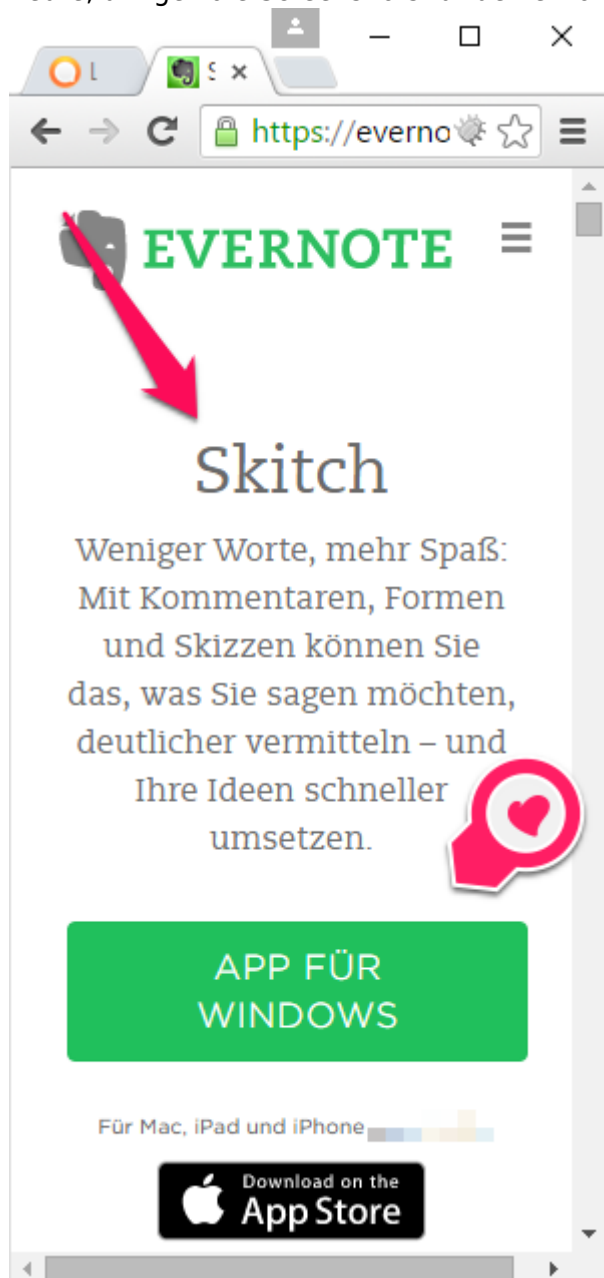 L
S
https://everno
EVERNOTE
Skitch
Weniger Worte, mehr Spaß:
Mit Kommentaren, Formen
und Skizzen können Sie
das, was Sie sagen möchten,
deutlicher vermitteln – und
Ihre Ideen schneller
umsetzen.
APP FÜR
WINDOWS
Für Mac, iPad und iPhone
Download on the
App Store